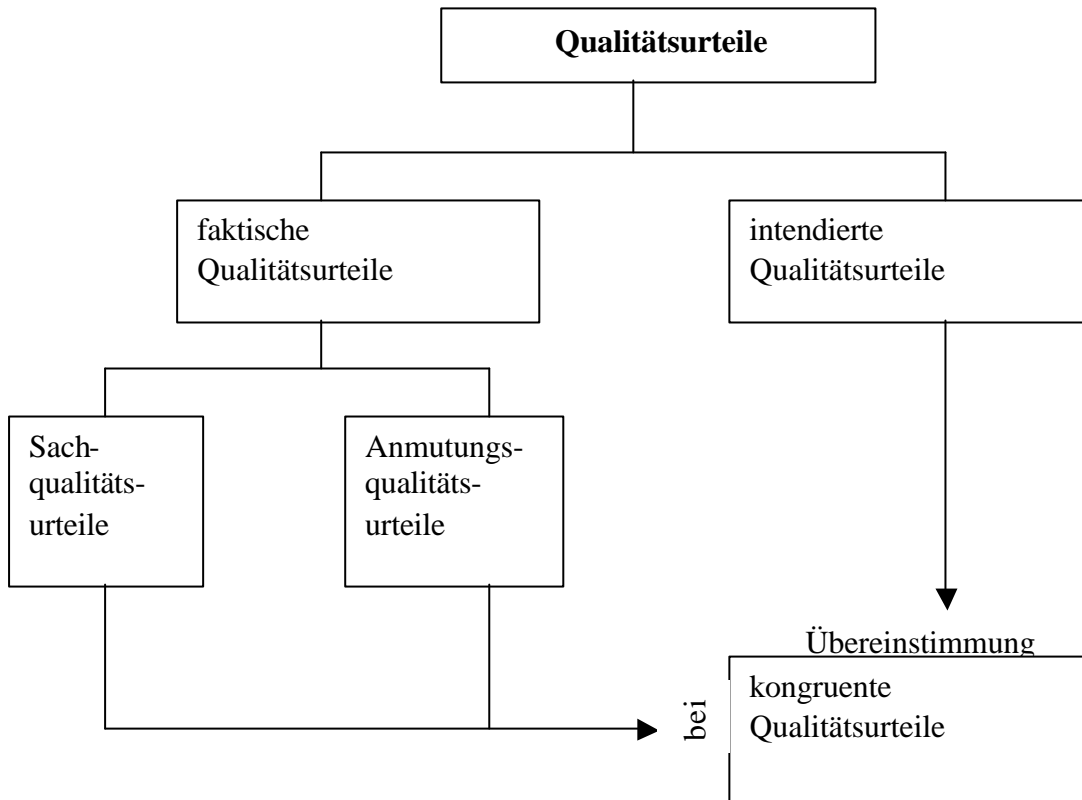 Qualitätsurteile
faktische
Qualitätsurteile
intendierte
Qualitätsurteile
Sach-
qualitäts-
urteile
Anmutungs-
qualitäts-
urteile
bei
Übereinstimmung
kongruente
Qualitätsurteile